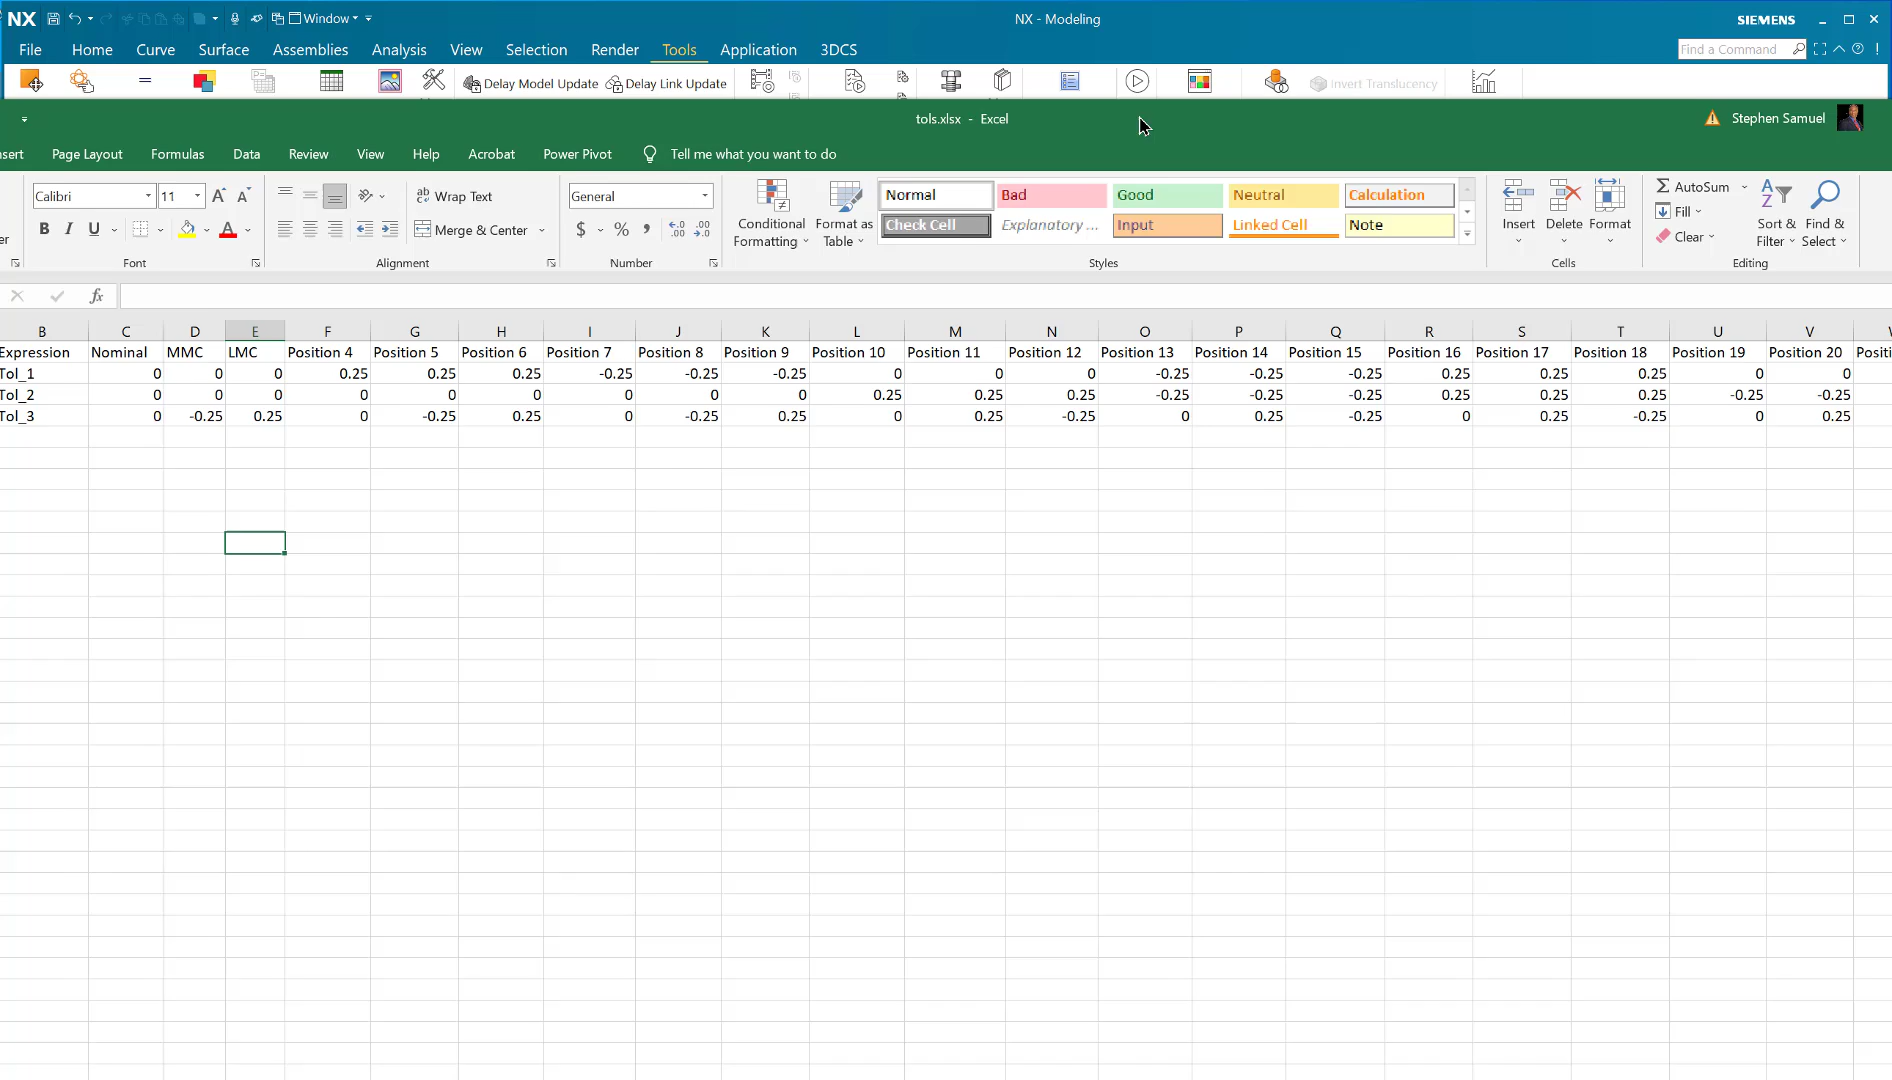 NX Window NX - Modeling SIEMENS
File Home Curve Surface Assemblies Analysis View Selection Render Tools Application 3DCS Find a Command
Delay Model Update Delay Link Update Invert Translucency
tols.xlsx - Excel Stephen Samuel
nsert Page Layout Formulas Data Review View Help Acrobat Power Pivot Tell me what you want to do
Calibri 11 Wrap Text General Conditional Formatting Format as Table Normal Bad Good Neutral Calculation Insert Delete Format AutoSum Sort & Filter Find & Select
B I U Merge & Center $ % Check Cell Explanatory ... Input Linked Cell Note Fill Clear
Font Alignment Number Styles Cells Editing
fx
B C D E F G H I J K L M N O P Q R S T U V
Expression Nominal MMC LMC Position 4 Position 5 Position 6 Position 7 Position 8 Position 9 Position 10 Position 11 Position 12 Position 13 Position 14 Position 15 Position 16 Position 17 Position 18 Position 19 Position 20 Positi
Tol_1 0 0 0 0.25 0.25 0.25 -0.25 -0.25 -0.25 0 0 0 -0.25 -0.25 -0.25 0.25 0.25 0.25 0 0
Tol_2 0 0 0 0 0 0 0 0 0 0.25 0.25 0.25 -0.25 -0.25 -0.25 0.25 0.25 0.25 -0.25 -0.25
Tol_3 0 -0.25 0.25 0 -0.25 0.25 0 -0.25 0.25 0 0.25 -0.25 0 0.25 -0.25 0 0.25 -0.25 0 0.25